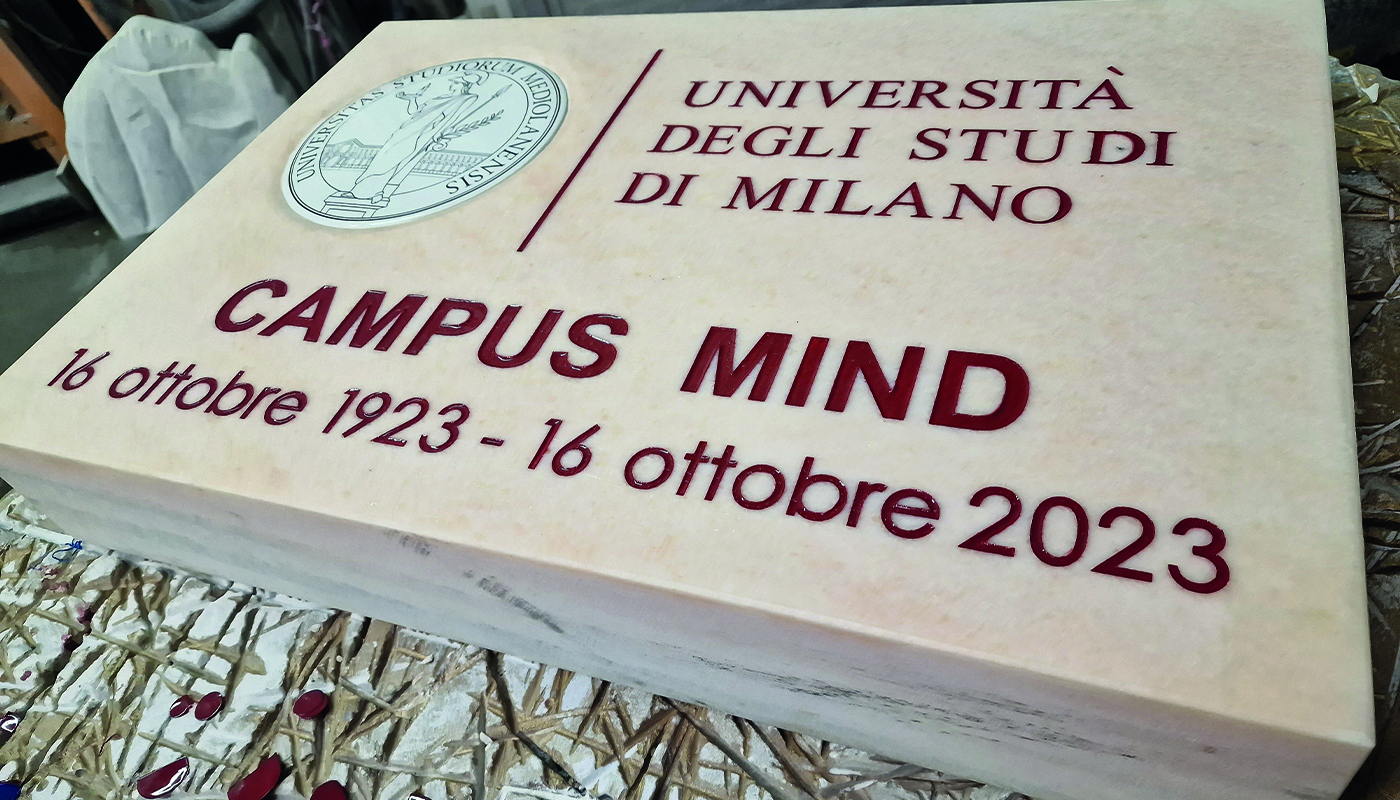 UNIVERSITAS STUDIORUM MEDIOLANENSIS
UNIVERSITÀ
DEGLI STUDI
DI MILANO
CAMPUS MIND
16 ottobre 1923 - 16 ottobre 2023